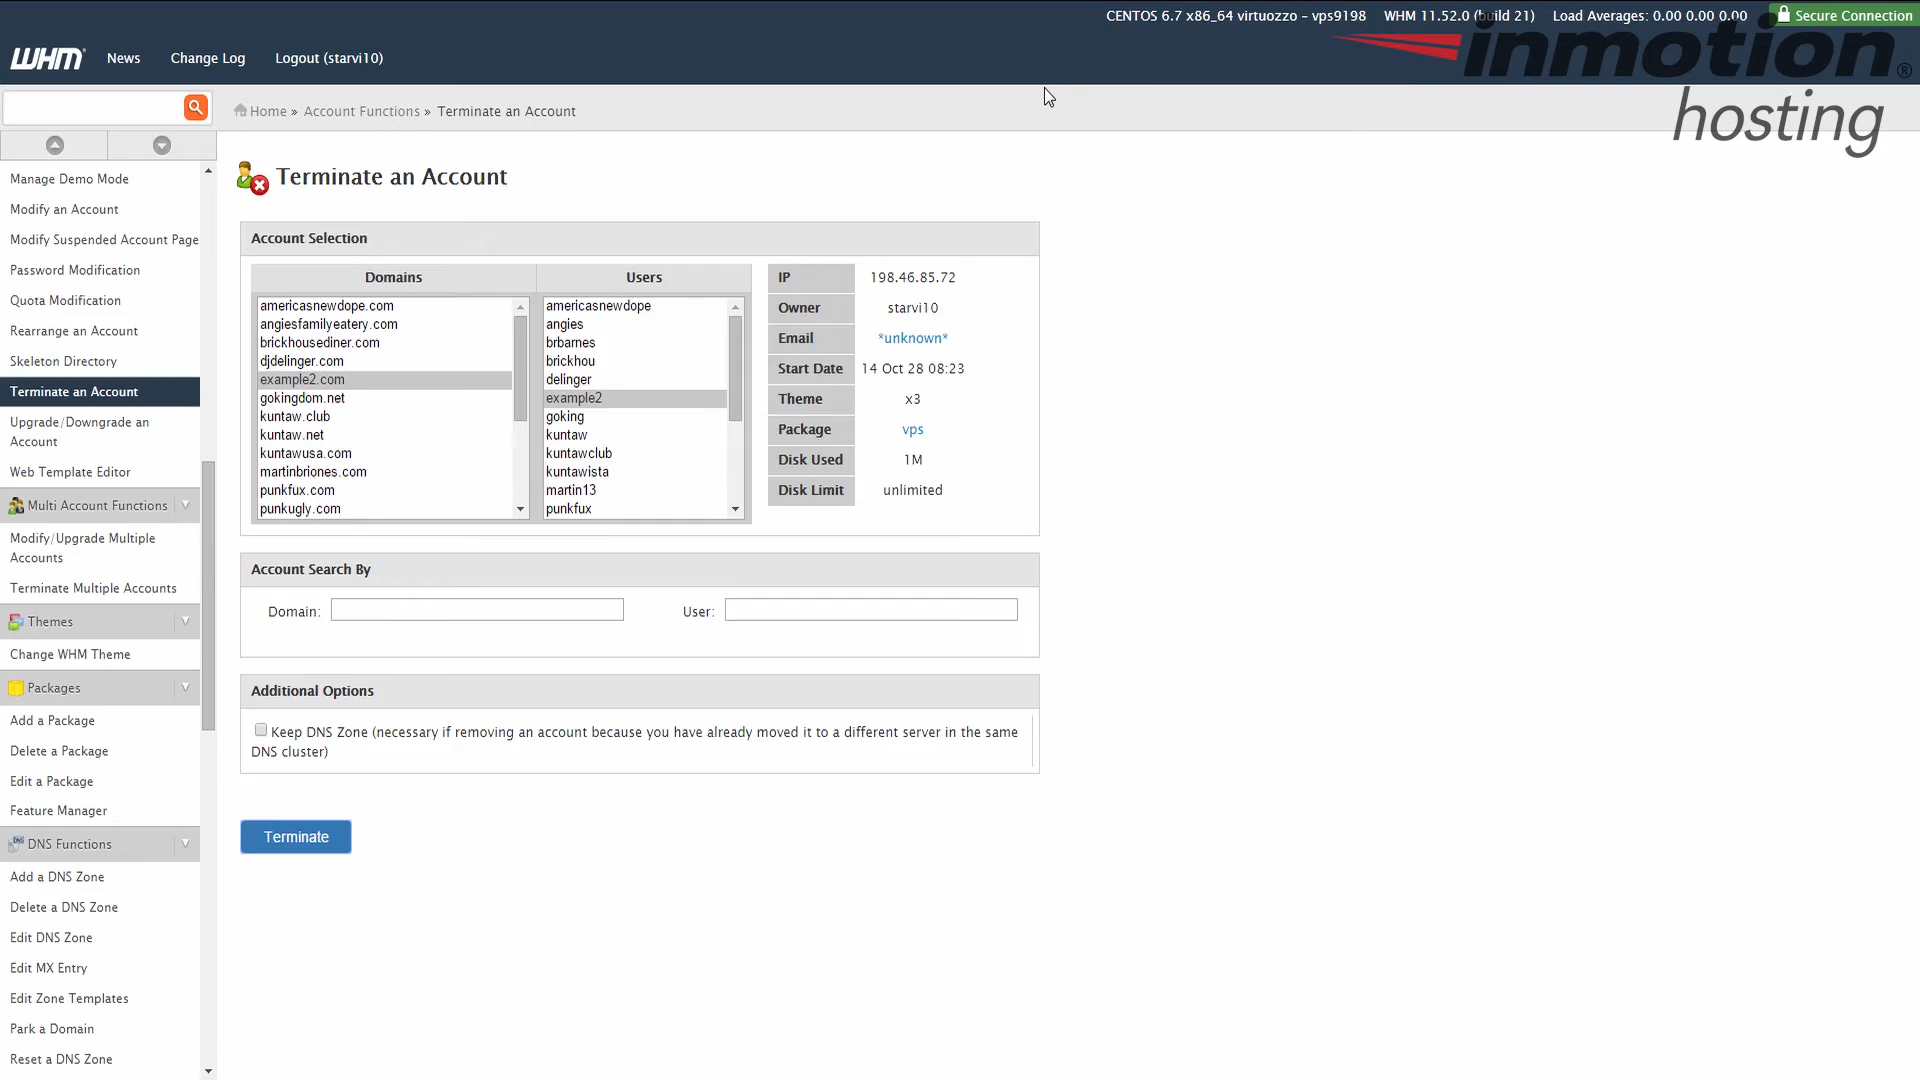 CENTOS 6.7 x86_64 virtuozzo – vps9198 WHM 11.52.0 (build 21) Load Averages: 0.00 0.00 0.00 Secure Connection
WHM News Change Log Logout (starvi10)
inmotion®
hosting
Home » Account Functions » Terminate an Account
Manage Demo Mode
Modify an Account
Modify Suspended Account Page
Password Modification
Quota Modification
Rearrange an Account
Skeleton Directory
Terminate an Account
Upgrade/Downgrade an
Account
Web Template Editor
Multi Account Functions
Modify/Upgrade Multiple
Accounts
Terminate Multiple Accounts
Themes
Change WHM Theme
Packages
Add a Package
Delete a Package
Edit a Package
Feature Manager
DNS Functions
Add a DNS Zone
Delete a DNS Zone
Edit DNS Zone
Edit MX Entry
Edit Zone Templates
Park a Domain
Reset a DNS Zone
Terminate an Account
Account Selection
Domains
americasnewdope.com
angiesfamilyeatery.com
brickhousediner.com
djdelinger.com
example2.com
gokingdom.net
kuntaw.club
kuntaw.net
kuntawusa.com
martinbriones.com
punkfux.com
punkugly.com
Users
americasnewdope
angies
brbarnes
brickhou
delinger
example2
goking
kuntaw
kuntawclub
kuntawista
martin13
punkfux
IP 198.46.85.72
Owner starvi10
Email *unknown*
Start Date 14 Oct 28 08:23
Theme x3
Package vps
Disk Used 1M
Disk Limit unlimited
Account Search By
Domain: User:
Additional Options
Keep DNS Zone (necessary if removing an account because you have already moved it to a different server in the same
DNS cluster)
Terminate